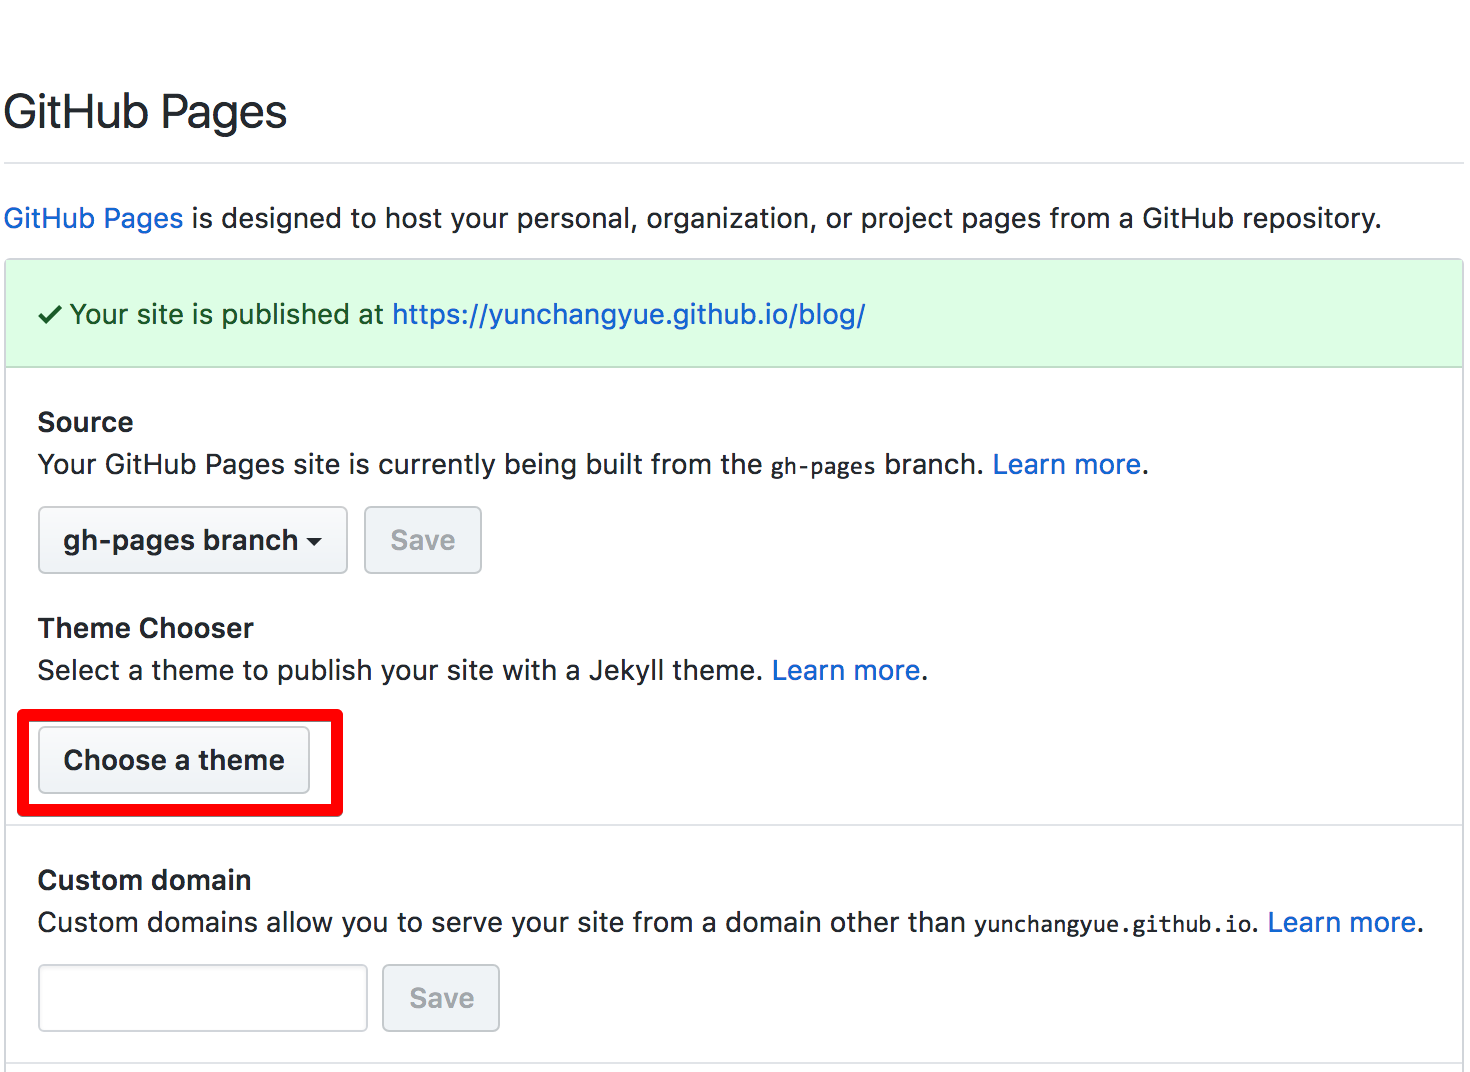 GitHub Pages
GitHub Pages is designed to host your personal, organization, or project pages from a GitHub repository.
Your site is published at https://yunchangyue.github.io/blog/
Source
Your GitHub Pages site is currently being built from the gh-pages branch. Learn more.
gh-pages branch Save
Theme Chooser
Select a theme to publish your site with a Jekyll theme. Learn more.
Choose a theme
Custom domain
Custom domains allow you to serve your site from a domain other than yunchangyue.github.io. Learn more.
Save